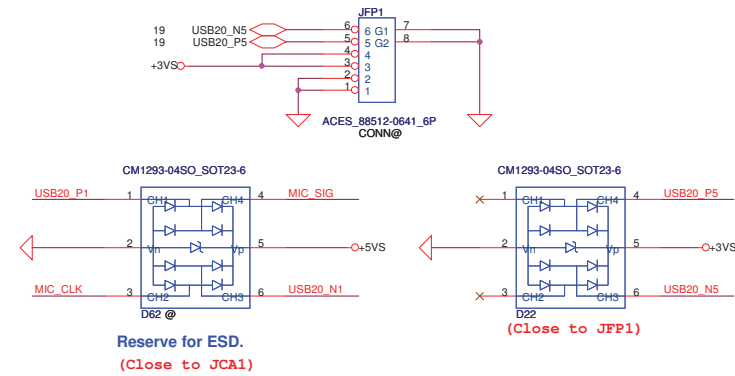 JFP1
19 USB20_N5 6 6 G1 7
19 USB20_P5 5 5 G2 8
4 4
+3VS 3 3
2 2
1 1
ACES_88512-0641_6P
CONN@
CM1293-04SO_SOT23-6
USB20_P1 1 CH1 CH4 4 MIC_SIG
2 Vn Vp 5 +5VS
MIC_CLK 3 CH2 CH3 6 USB20_N1
D62 @
Reserve for ESD.
(Close to JCA1)
CM1293-04SO_SOT23-6
1 CH1 CH4 4 USB20_P5
2 Vn Vp 5 +3VS
3 CH2 CH3 6 USB20_N5
D22
(Close to JFP1)